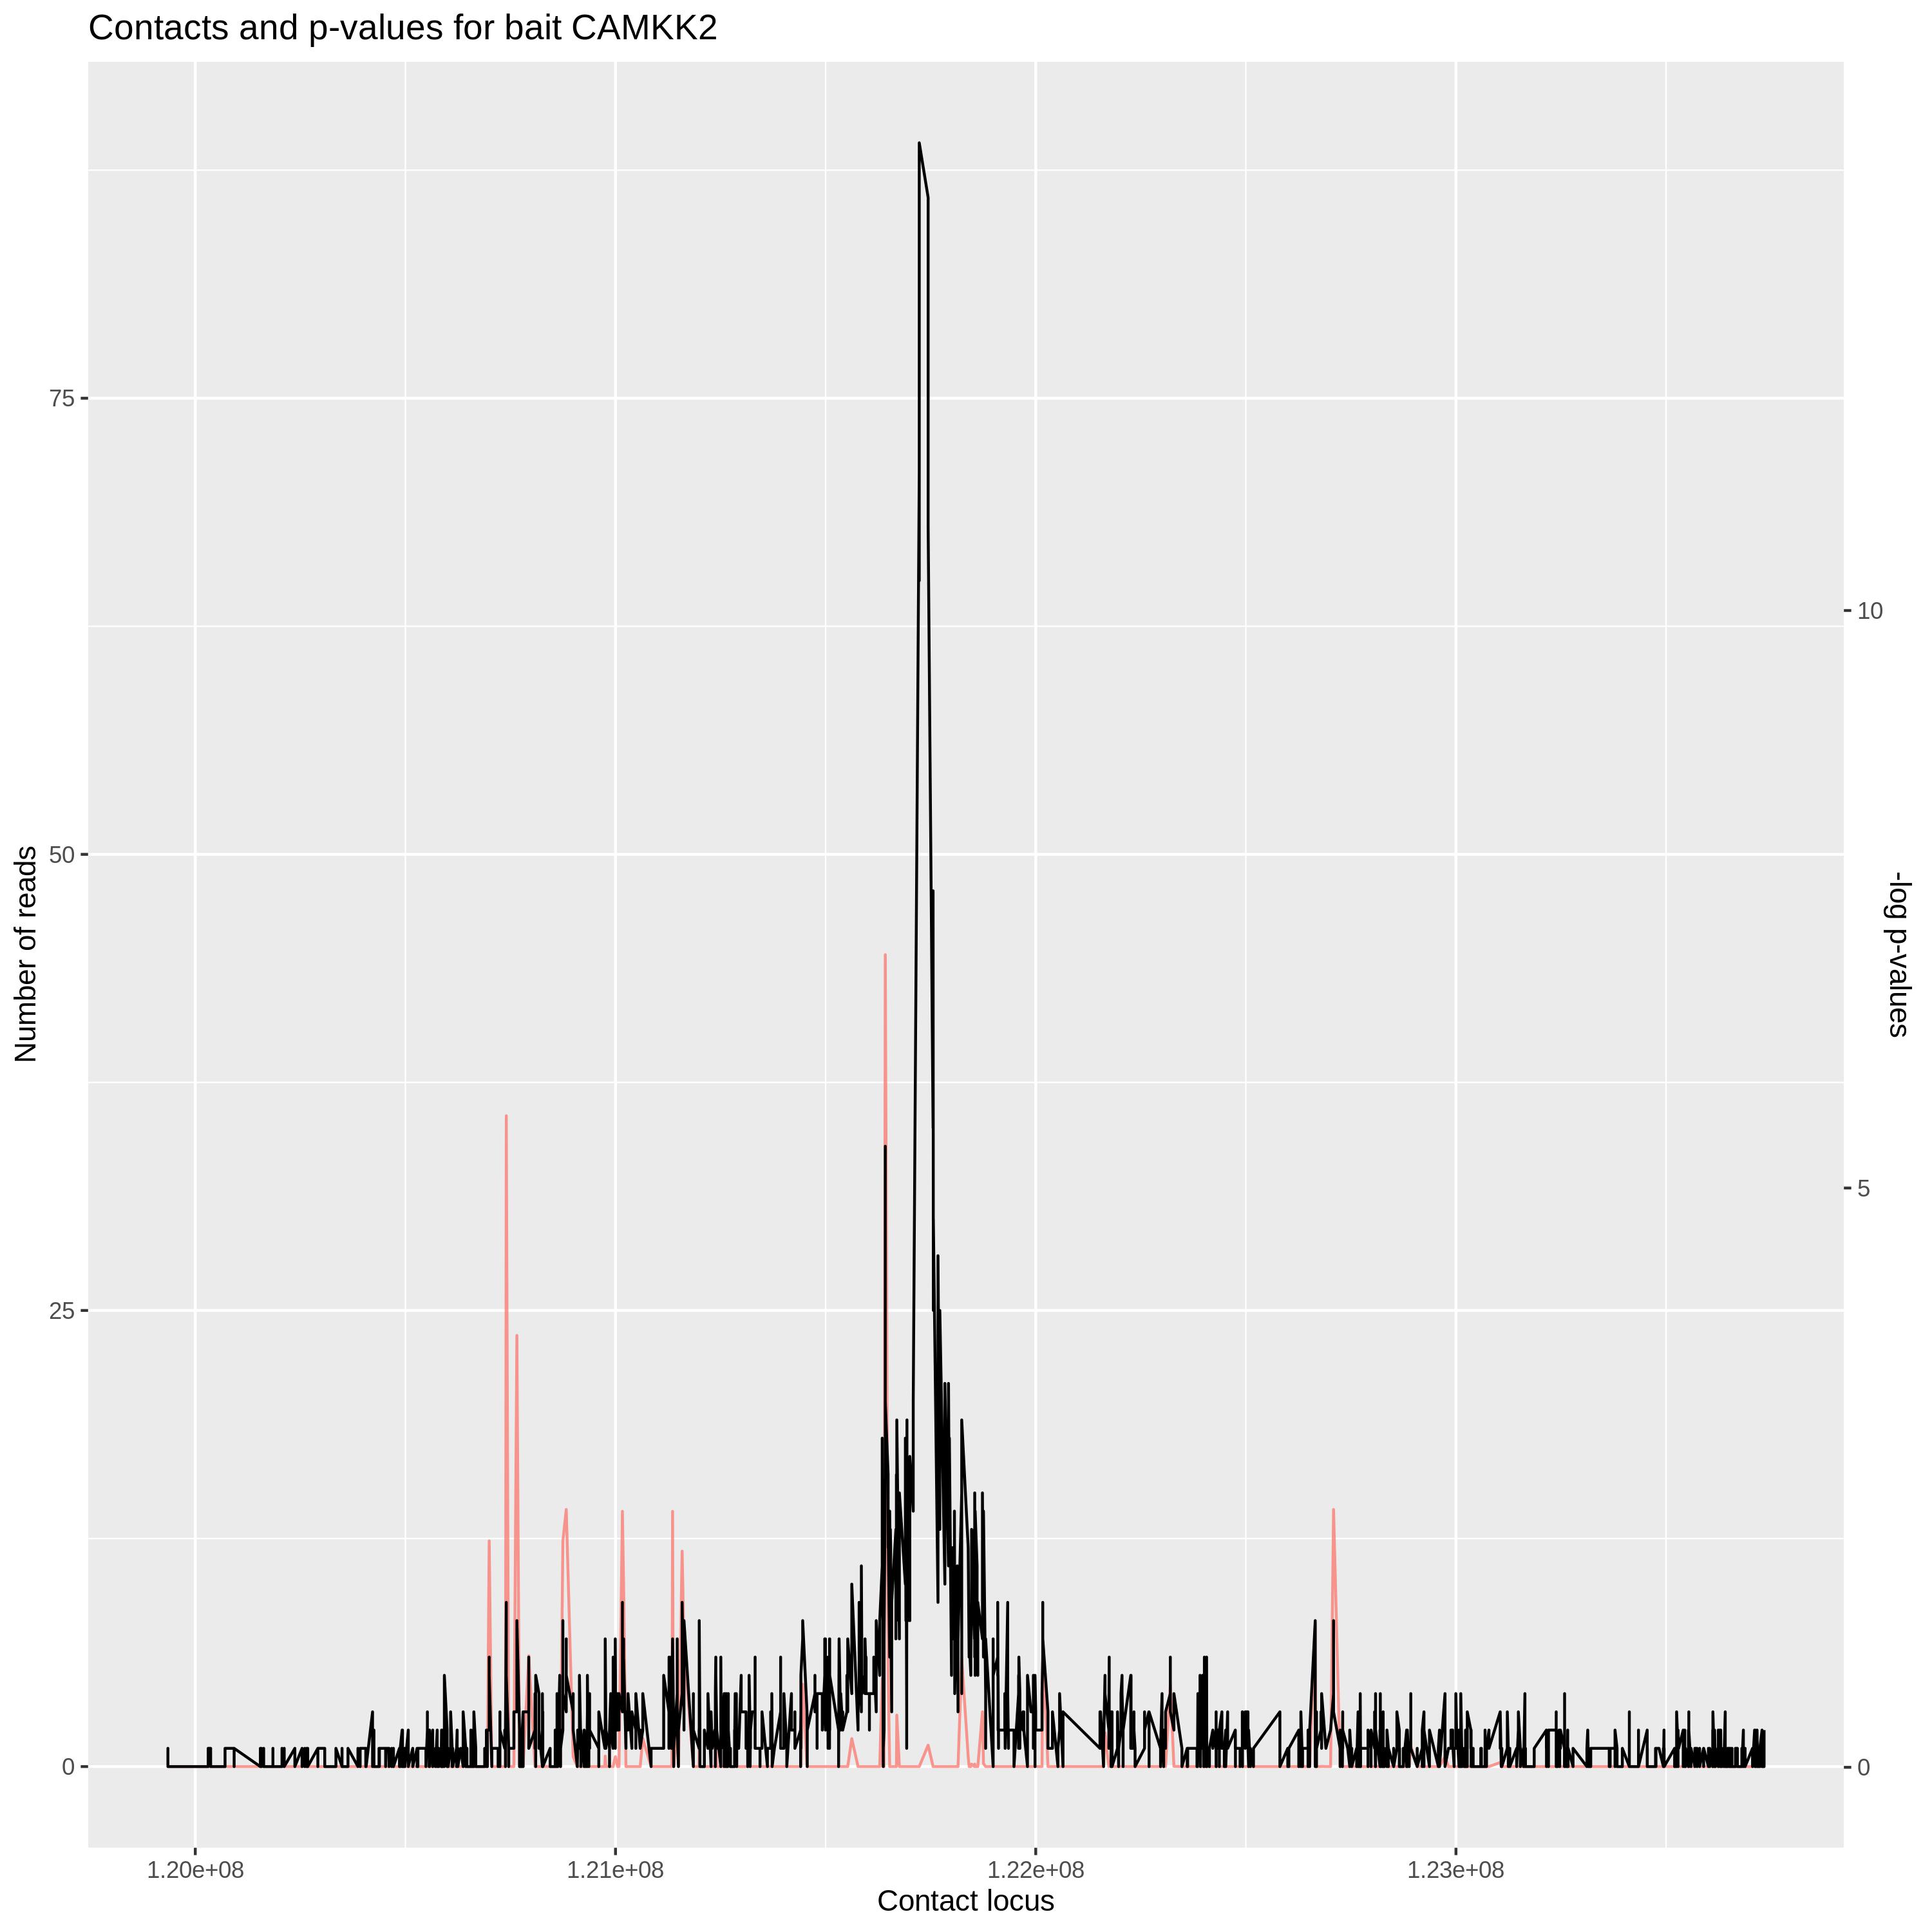 Contacts and p-values for bait CAMKK2
Number of reads
75
50
25
0
10
5
0
-log p-values
1.20e+08 1.21e+08 1.22e+08 1.23e+08
Contact locus